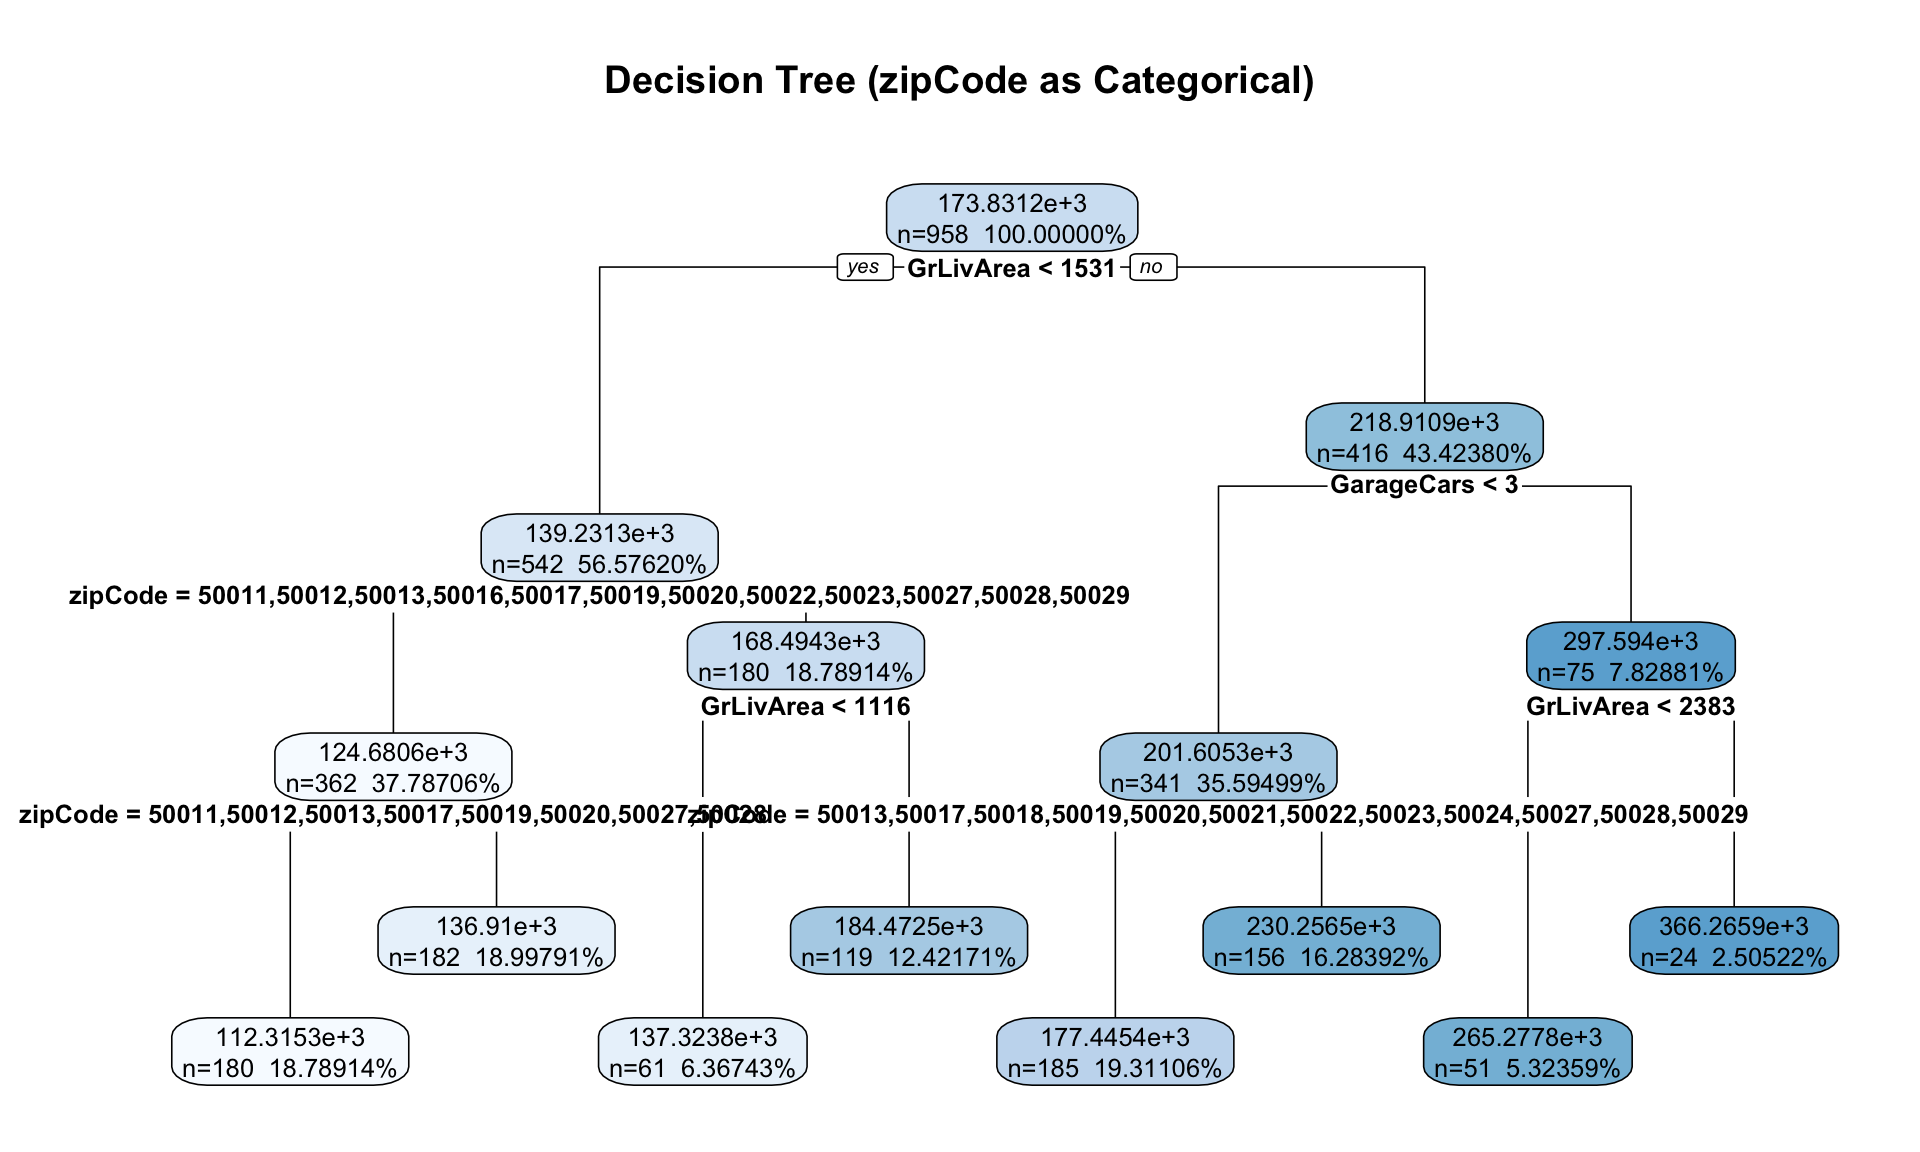 Decision Tree (zipCode as Categorical)
173.8312e+3
n=958 100.00000%
yes GrLivArea < 1531 no
218.9109e+3
n=416 43.42380%
GarageCars < 3
139.2313e+3
n=542 56.57620%
zipCode = 50011,50012,50013,50016,50017,50019,50020,50022,50023,50027,50028,50029
168.4943e+3
n=180 18.78914%
GrLivArea < 1116
297.594e+3
n=75 7.82881%
GrLivArea < 2383
124.6806e+3
n=362 37.78706%
201.6053e+3
n=341 35.59499%
zipCode = 50011,50012,50013,50017,50019,50020,50027,50028
zipCode = 50013,50017,50018,50019,50020,50021,50022,50023,50024,50027,50028,50029
136.91e+3
n=182 18.99791%
184.4725e+3
n=119 12.42171%
230.2565e+3
n=156 16.28392%
366.2659e+3
n=24 2.50522%
112.3153e+3
n=180 18.78914%
137.3238e+3
n=61 6.36743%
177.4454e+3
n=185 19.31106%
265.2778e+3
n=51 5.32359%